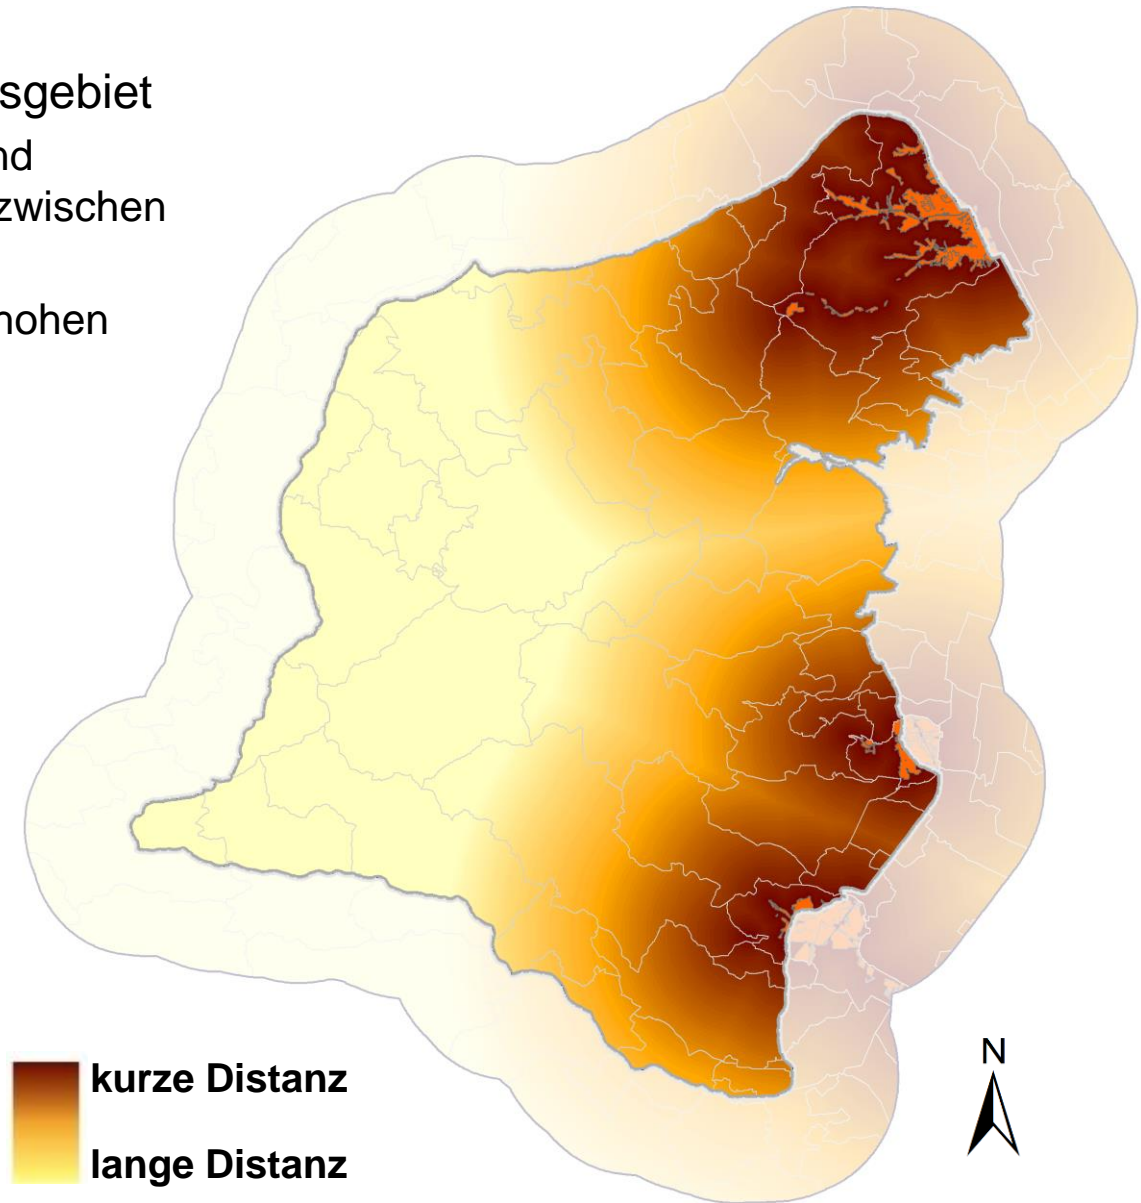 sgebiet
nd
zwischen
hohen
kurze Distanz
lange Distanz
N